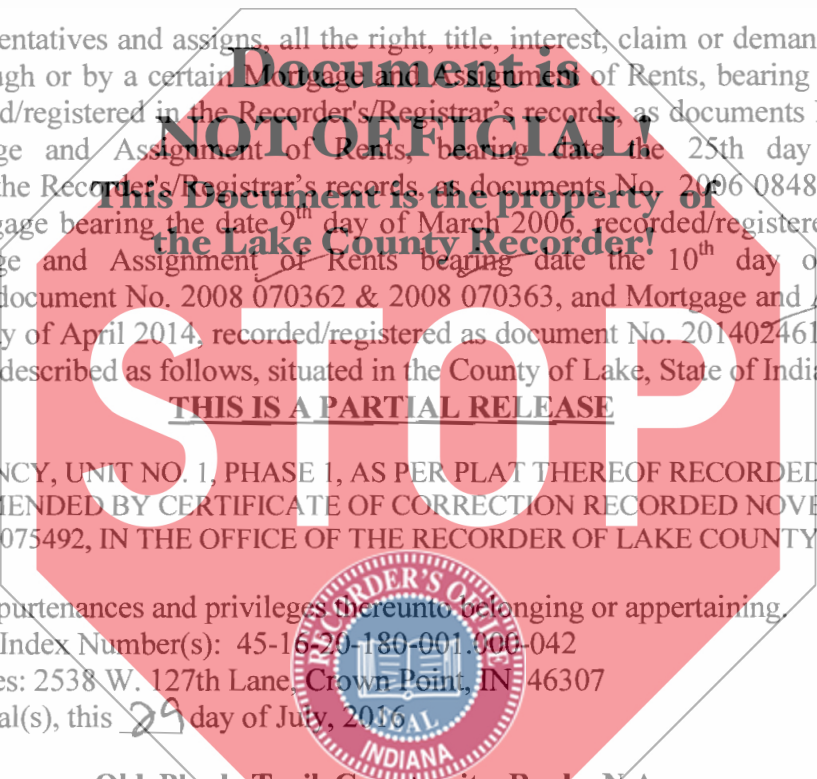 entatives and assigns, all the right, title, interest, claim or deman
Document is
ugh or by a certain Mortgage and Assignment of Rents, bearing
d/registered in the Recorder's/Registrar's records, as documents
NOT OFFICIAL!
ge and Assignment of Rents, bearing date the 25th day
This Document is the property of
the Recorder's/Registrar's records, as documents No. 2006 0848
gage bearing the date 9th day of March 2006, recorded/registere
the Lake County Recorder!
ge and Assignment of Rents bearing date the 10th day o
document No. 2008 070362 & 2008 070363, and Mortgage and A
y of April 2014, recorded/registered as document No. 201402461
described as follows, situated in the County of Lake, State of India
THIS IS A PARTIAL RELEASE
STOP
NCY, UNIT NO. 1, PHASE 1, AS PER PLAT THEREOF RECORDED
MENDED BY CERTIFICATE OF CORRECTION RECORDED NOVE
075492, IN THE OFFICE OF THE RECORDER OF LAKE COUNTY
purtenances and privileges thereunto belonging or appertaining.
Index Number(s): 45-16-20-180-001.000-042
es: 2538 W. 127th Lane, Crown Point, IN 46307
al(s), this 29 day of July, 2016
RECORDER'S OFFICE
SEAL
INDIANA